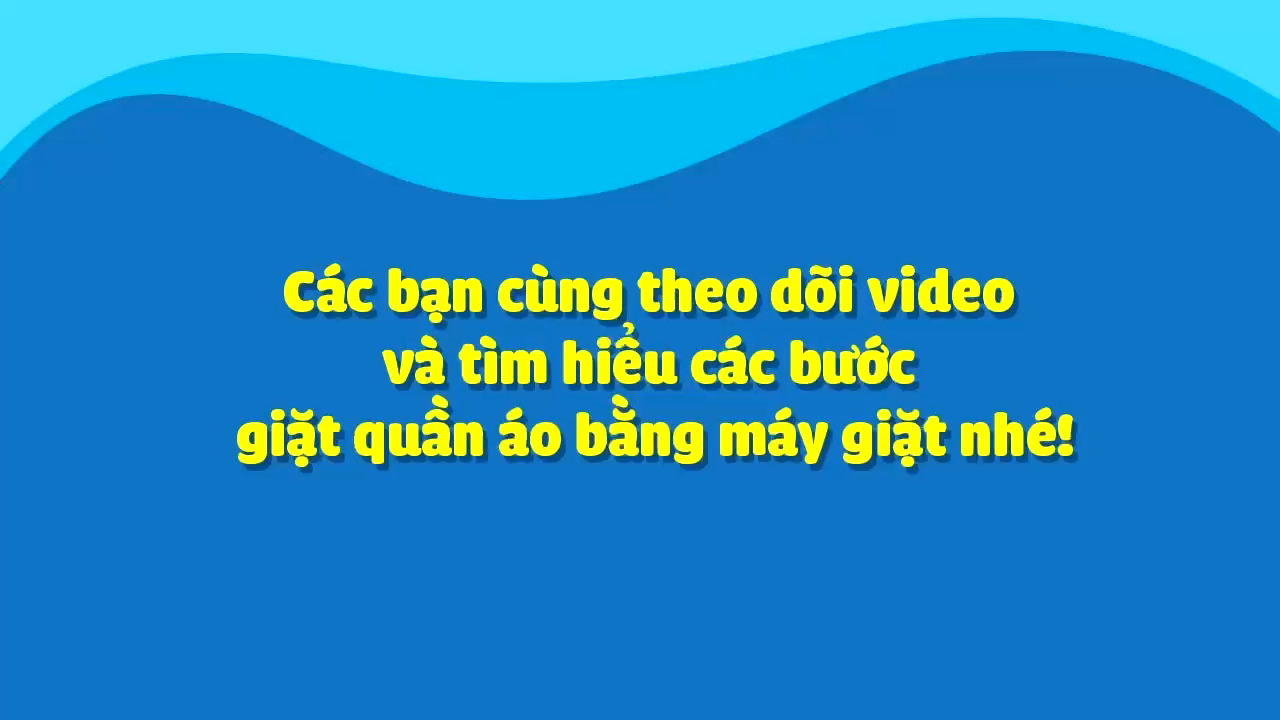 Các bạn cùng theo dõi video
và tìm hiểu các bước
giặt quần áo bằng máy giặt nhé!